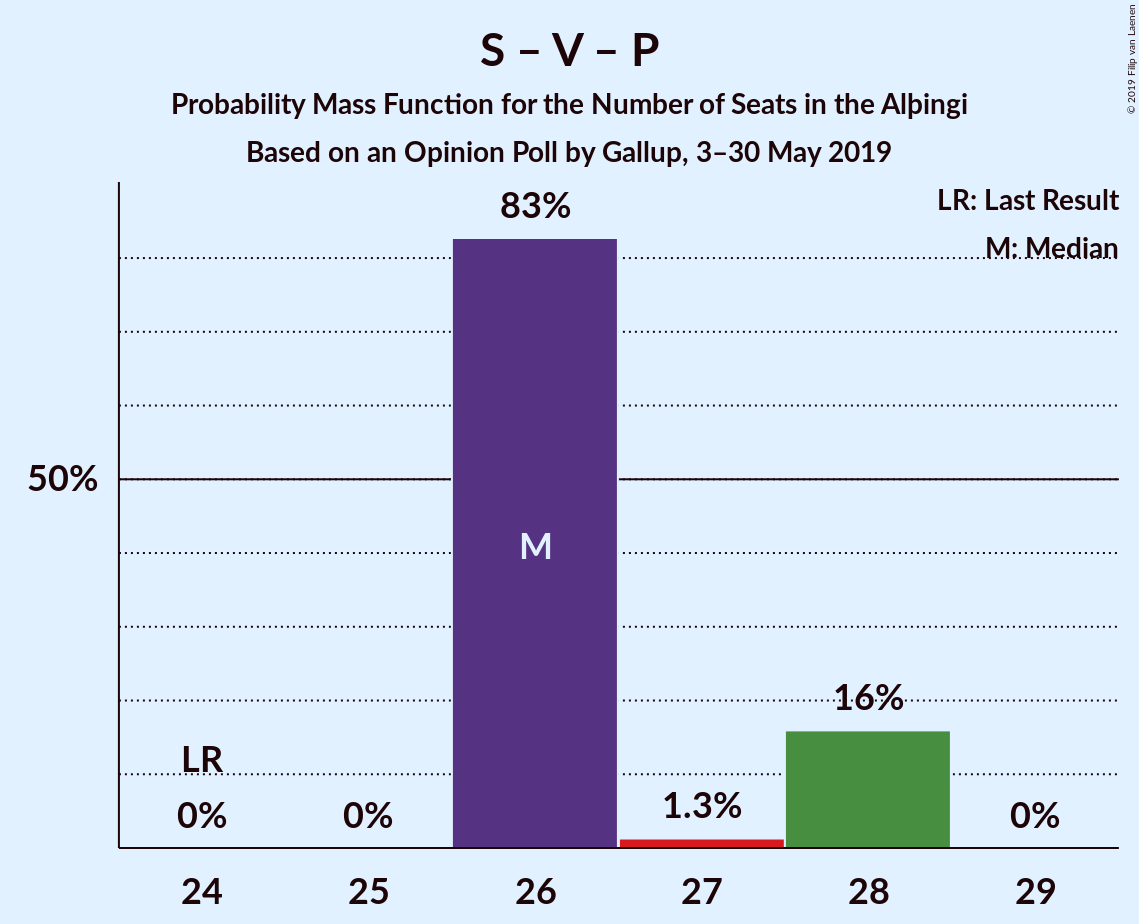 S – V – P
Probability Mass Function for the Number of Seats in the Alþingi
Based on an Opinion Poll by Gallup, 3–30 May 2019
© 2019 Filip van Laenen
LR: Last Result
M: Median
83%
50%
M
16%
LR
1.3%
0%
0%
0%
24
25
26
27
28
29